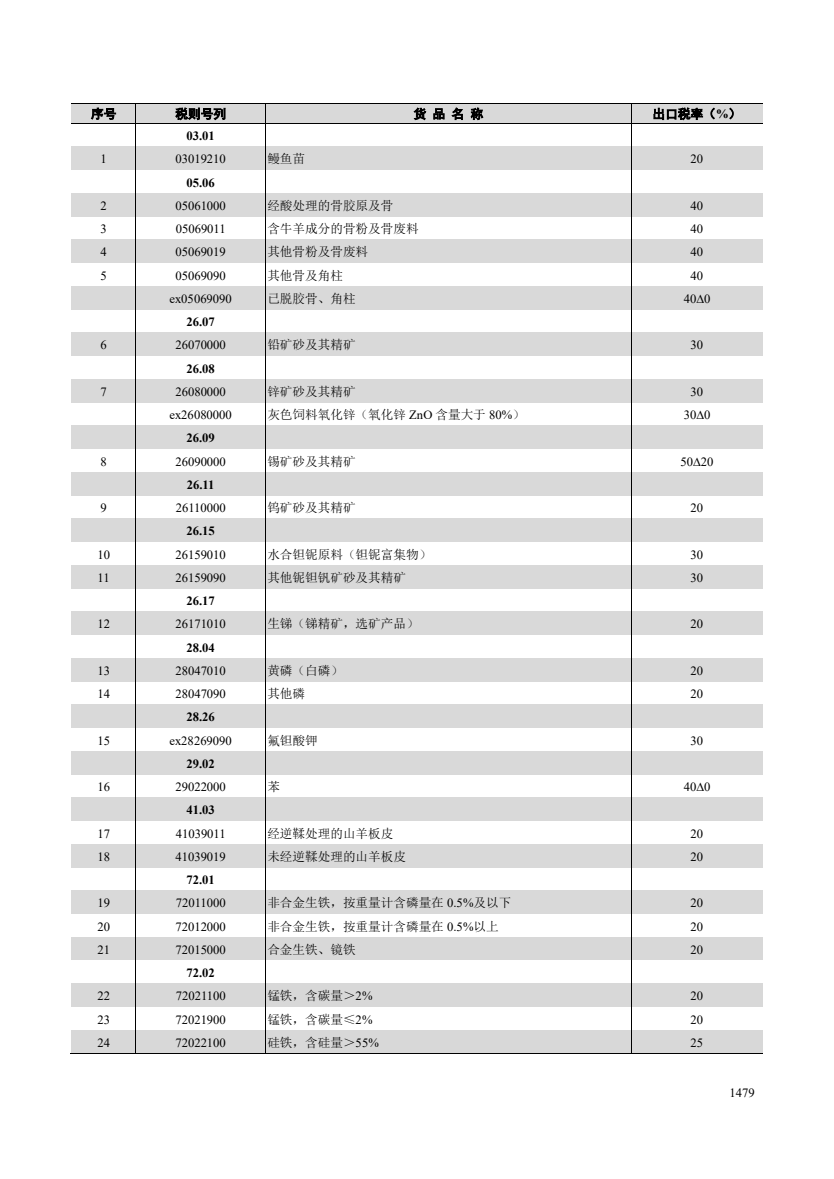 序号 税则号列 货 品 名 称 出口税率（%）
03.01
1 03019210 鳗鱼苗 20
05.06
2 05061000 经酸处理的骨胶原及骨 40
3 05069011 含牛羊成分的骨粉及骨废料 40
4 05069019 其他骨粉及骨废料 40
5 05069090 其他骨及角柱 40
ex05069090 已脱胶骨、角柱 40Δ0
26.07
6 26070000 铅矿砂及其精矿 30
26.08
7 26080000 锌矿砂及其精矿 30
ex26080000 灰色饲料氧化锌（氧化锌 ZnO 含量大于 80%） 30Δ0
26.09
8 26090000 锡矿砂及其精矿 50Δ20
26.11
9 26110000 钨矿砂及其精矿 20
26.15
10 26159010 水合钽铌原料（钽铌富集物） 30
11 26159090 其他铌钽钒矿砂及其精矿 30
26.17
12 26171010 生锑（锑精矿，选矿产品） 20
28.04
13 28047010 黄磷（白磷） 20
14 28047090 其他磷 20
28.26
15 ex28269090 氟钽酸钾 30
29.02
16 29022000 苯 40Δ0
41.03
17 41039011 经逆鞣处理的山羊板皮 20
18 41039019 未经逆鞣处理的山羊板皮 20
72.01
19 72011000 非合金生铁，按重量计含磷量在 0.5%及以下 20
20 72012000 非合金生铁，按重量计含磷量在 0.5%以上 20
21 72015000 合金生铁、镜铁 20
72.02
22 72021100 锰铁，含碳量＞2% 20
23 72021900 锰铁，含碳量≤2% 20
24 72022100 硅铁，含硅量＞55% 25
1479